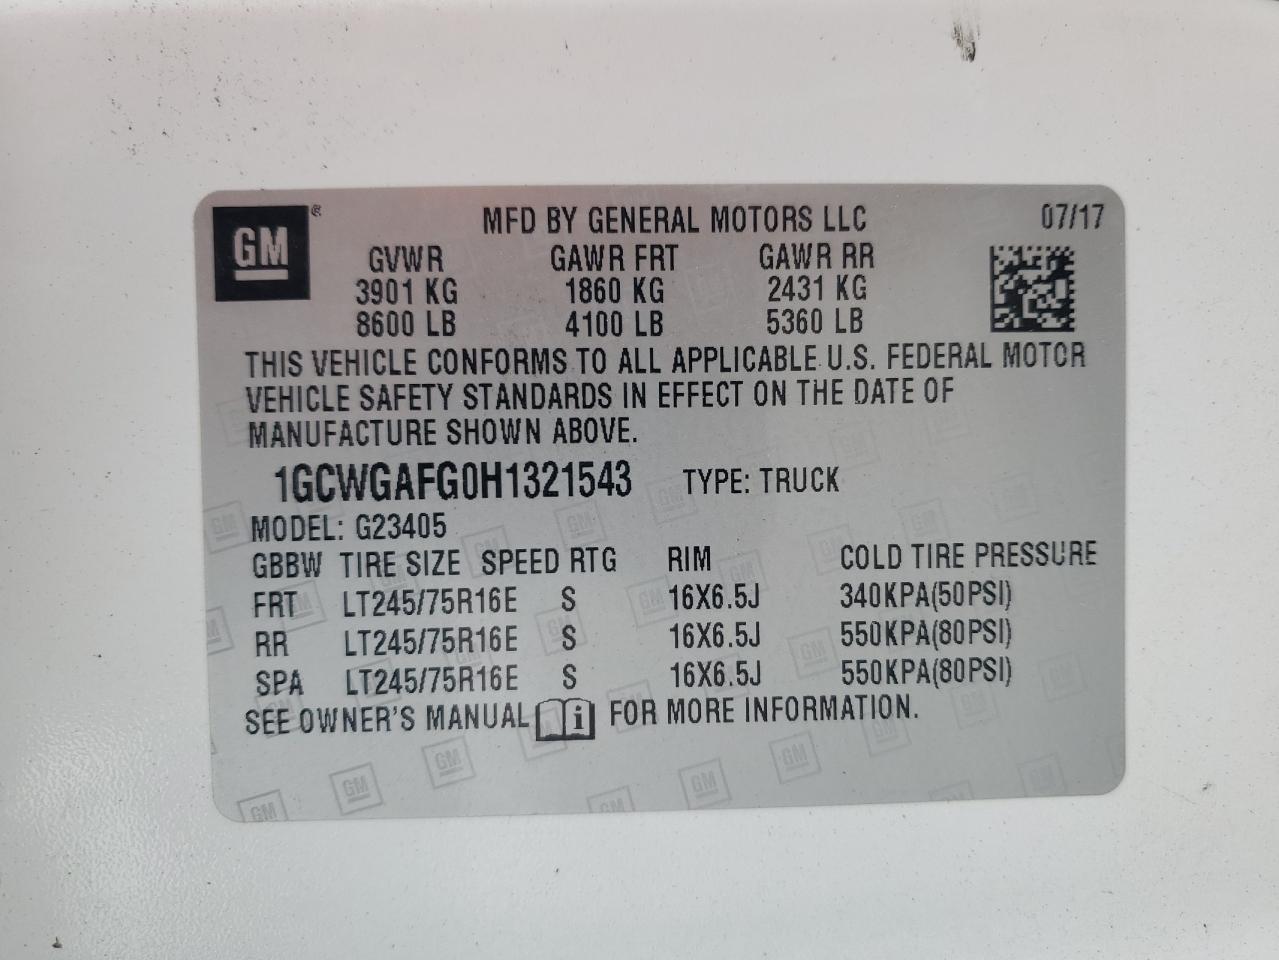 GM ® MFD BY GENERAL MOTORS LLC 07/17
GVWR GAWR FRT GAWR RR
3901 KG 1860 KG 2431 KG
8600 LB 4100 LB 5360 LB
THIS VEHICLE CONFORMS TO ALL APPLICABLE U.S. FEDERAL MOTOR
VEHICLE SAFETY STANDARDS IN EFFECT ON THE DATE OF
MANUFACTURE SHOWN ABOVE.
1GCWGAFG0H1321543 TYPE: TRUCK
MODEL: G23405
GBBW TIRE SIZE SPEED RTG RIM COLD TIRE PRESSURE
FRT LT245/75R16E S 16X6.5J 340KPA(50PSI)
RR LT245/75R16E S 16X6.5J 550KPA(80PSI)
SPA LT245/75R16E S 16X6.5J 550KPA(80PSI)
SEE OWNER'S MANUAL i FOR MORE INFORMATION.